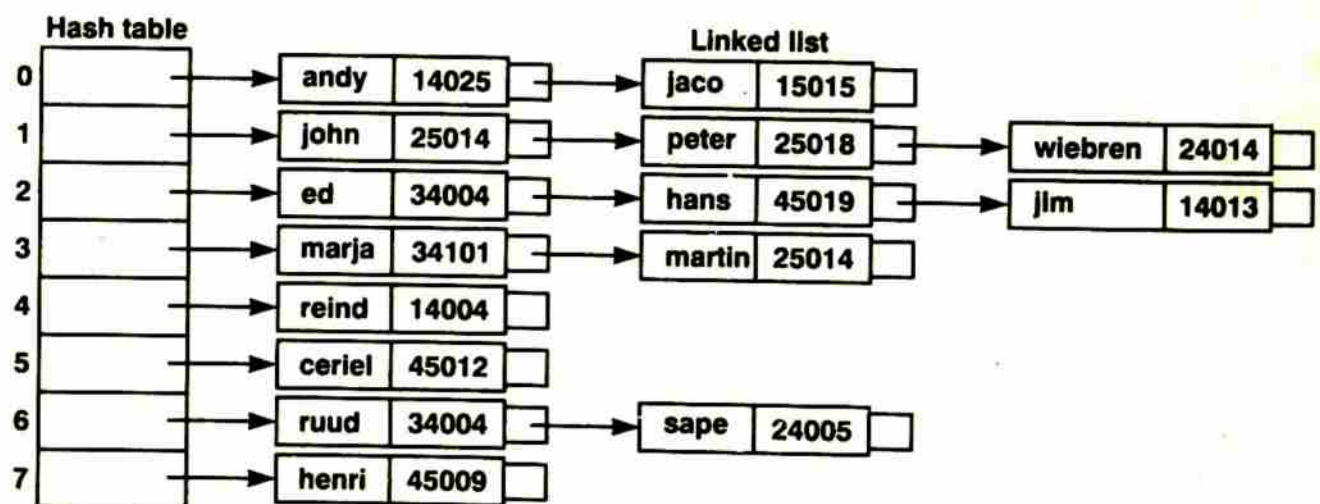 Hash table
Linked list
0 andy 14025 jaco 15015
1 john 25014 peter 25018 wiebren 24014
2 ed 34004 hans 45019 jim 14013
3 marja 34101 martin 25014
4 reind 14004
5 ceriel 45012
6 ruud 34004 sape 24005
7 henri 45009